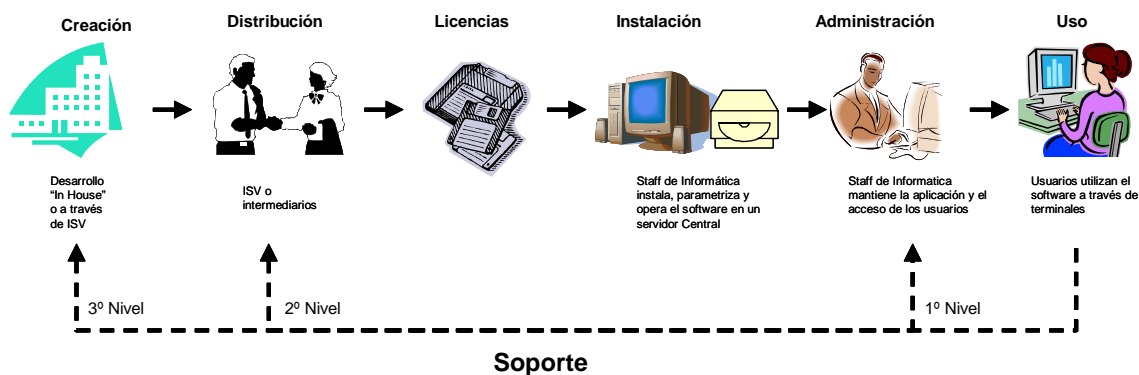 Creación
Distribución
Licencias
Instalación
Administración
Uso
Desarrollo
“In House”
o a través
de ISV
ISV o
intermediarios
Staff de Informática
instala, parametriza y
opera el software en un
servidor Central
Staff de Informatica
mantiene la aplicación y el
acceso de los usuarios
Usuarios utilizan el
software a través de
terminales
3º Nivel
2º Nivel
1º Nivel
Soporte